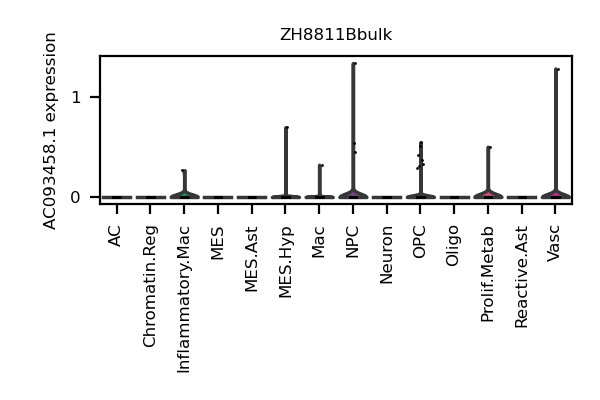 ZH8811Bbulk
AC093458.1 expression
1
0
AC
Chromatin.Reg
Inflammatory.Mac
MES
MES.Ast
MES.Hyp
Mac
NPC
Neuron
OPC
Oligo
Prolif.Metab
Reactive.Ast
Vasc